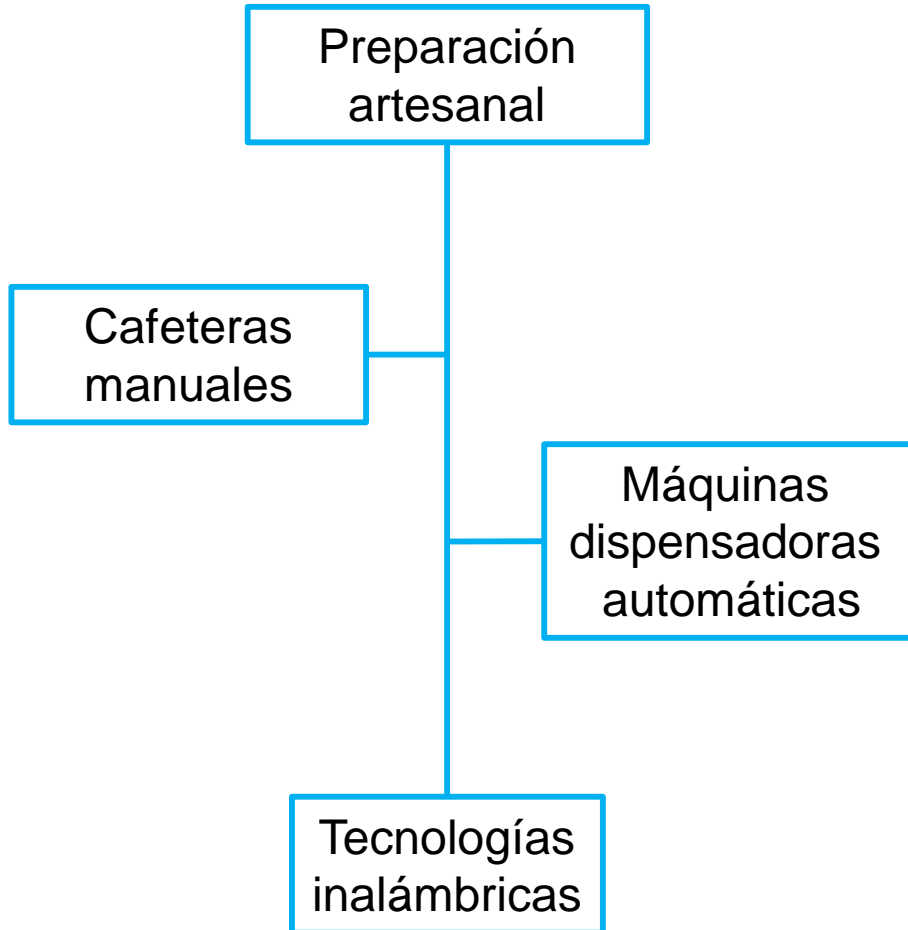 Preparación
artesanal
Cafeteras
manuales
Máquinas
dispensadoras
automáticas
Tecnologías
inalámbricas